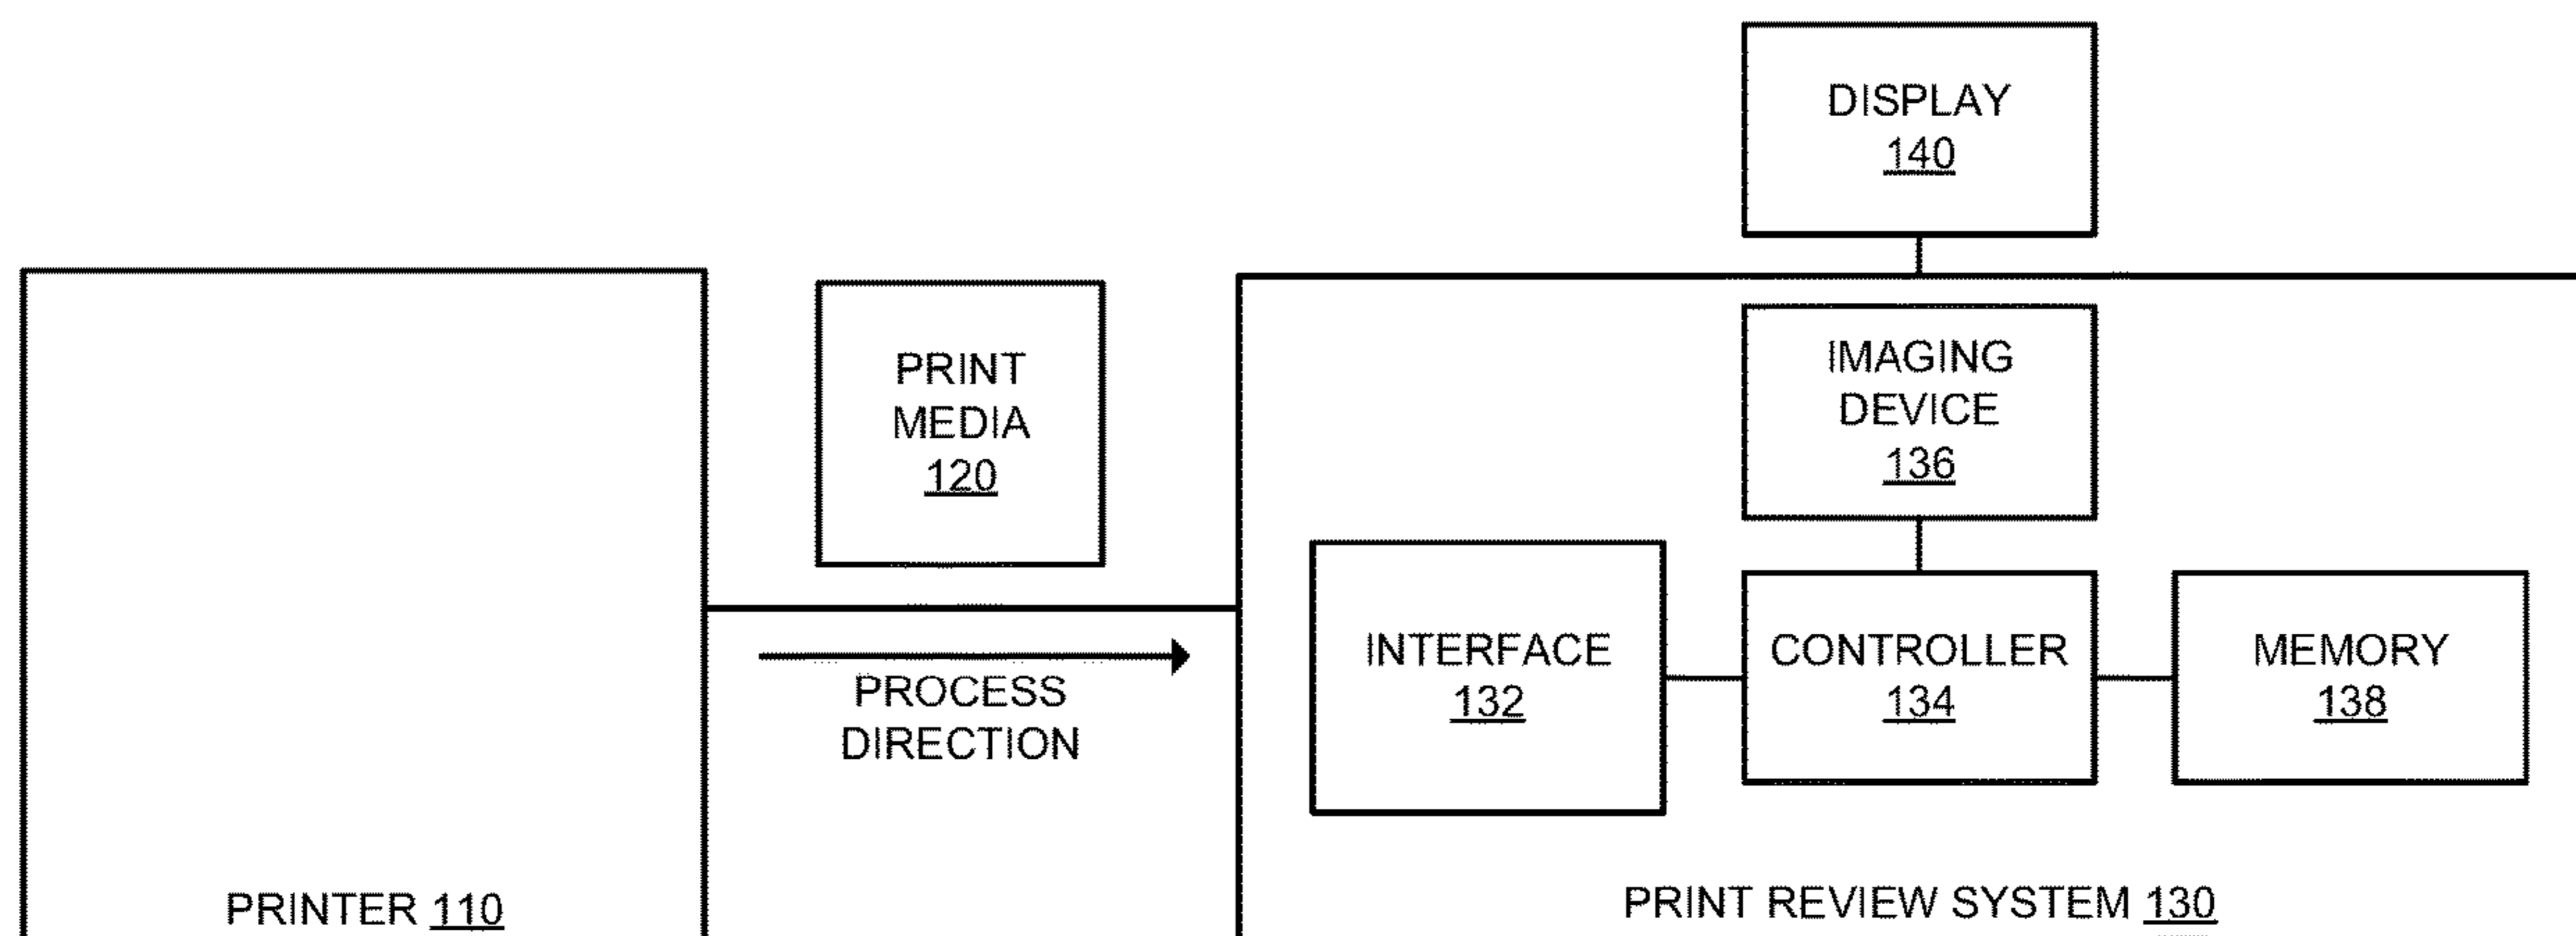 DISPLAY
140
PRINT
MEDIA
120
IMAGING
DEVICE
136
PROCESS
DIRECTION
INTERFACE
132
CONTROLLER
134
MEMORY
138
PRINTER 110
PRINT REVIEW SYSTEM 130